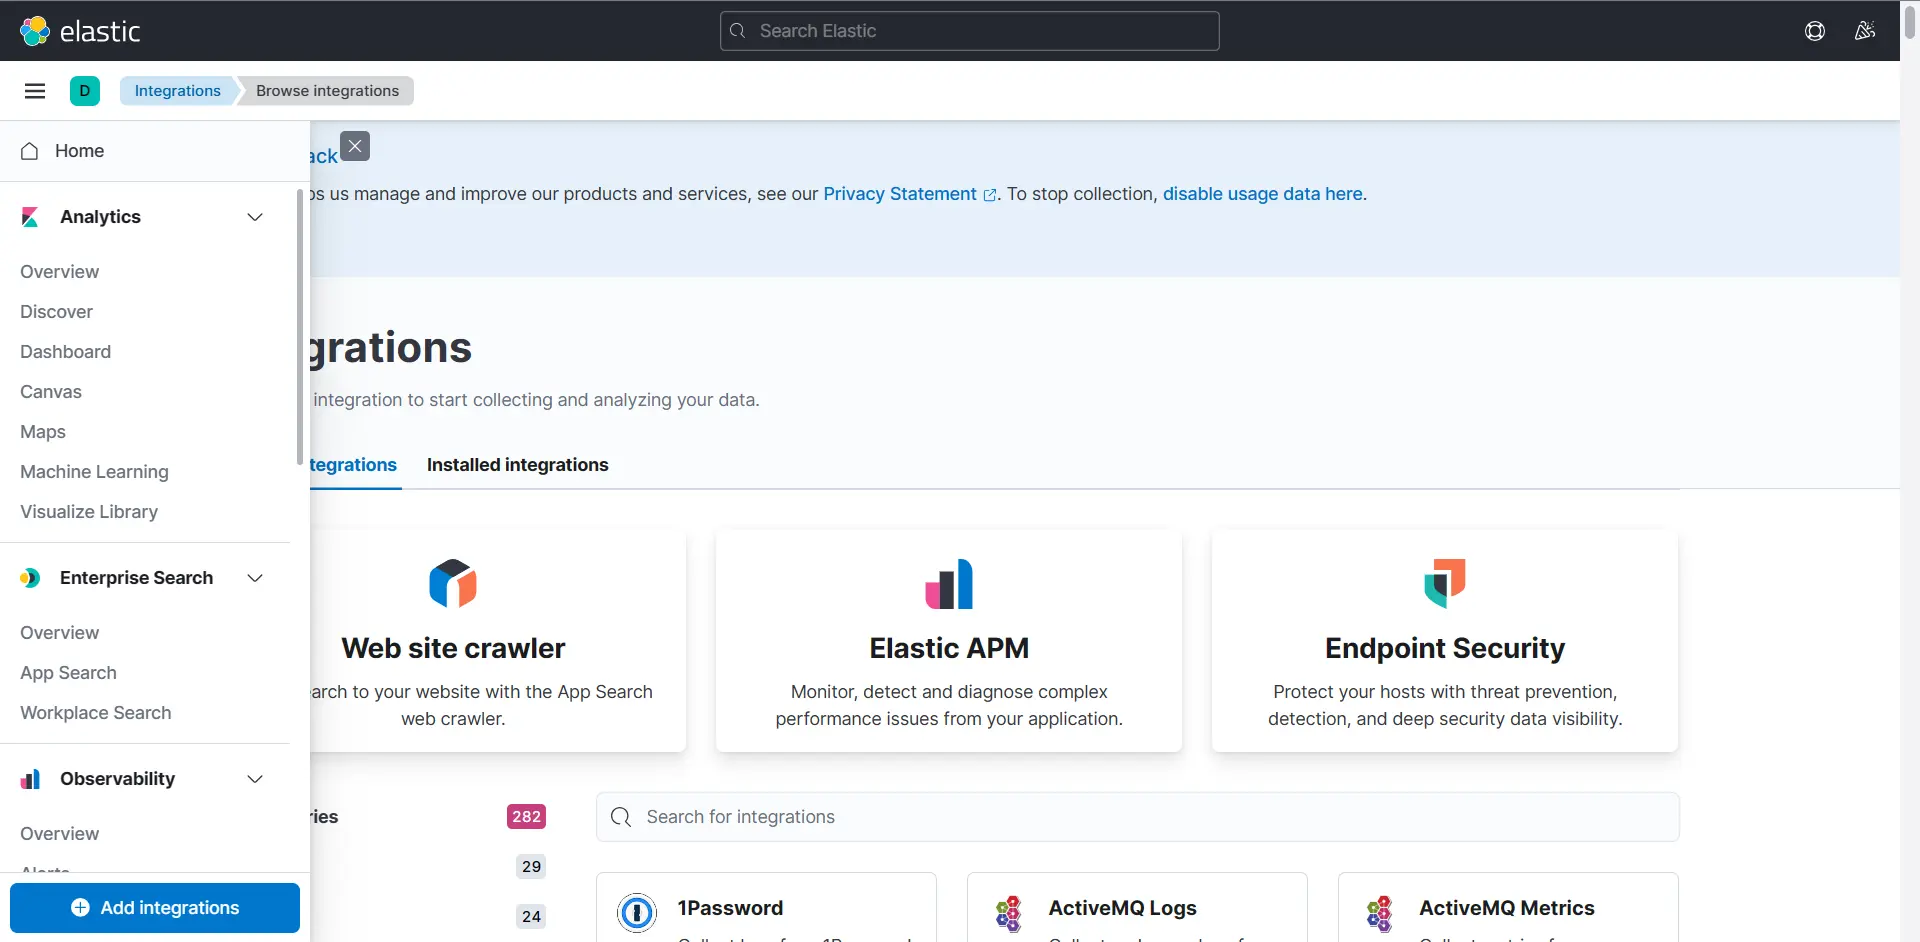 elastic
Search Elastic
D
Integrations
Browse integrations
Home
Analytics
Overview
Discover
Dashboard
Canvas
Maps
Machine Learning
Visualize Library
Enterprise Search
Overview
App Search
Workplace Search
Observability
Overview
Alerts
Add integrations
us manage and improve our products and services, see our Privacy Statement. To stop collection, disable usage data here.
grations
integration to start collecting and analyzing your data.
tegrations
Installed integrations
Web site crawler
arch to your website with the App Search
web crawler.
Elastic APM
Monitor, detect and diagnose complex
performance issues from your application.
Endpoint Security
Protect your hosts with threat prevention,
detection, and deep security data visibility.
ries
282
29
24
Search for integrations
1Password
ActiveMQ Logs
ActiveMQ Metrics